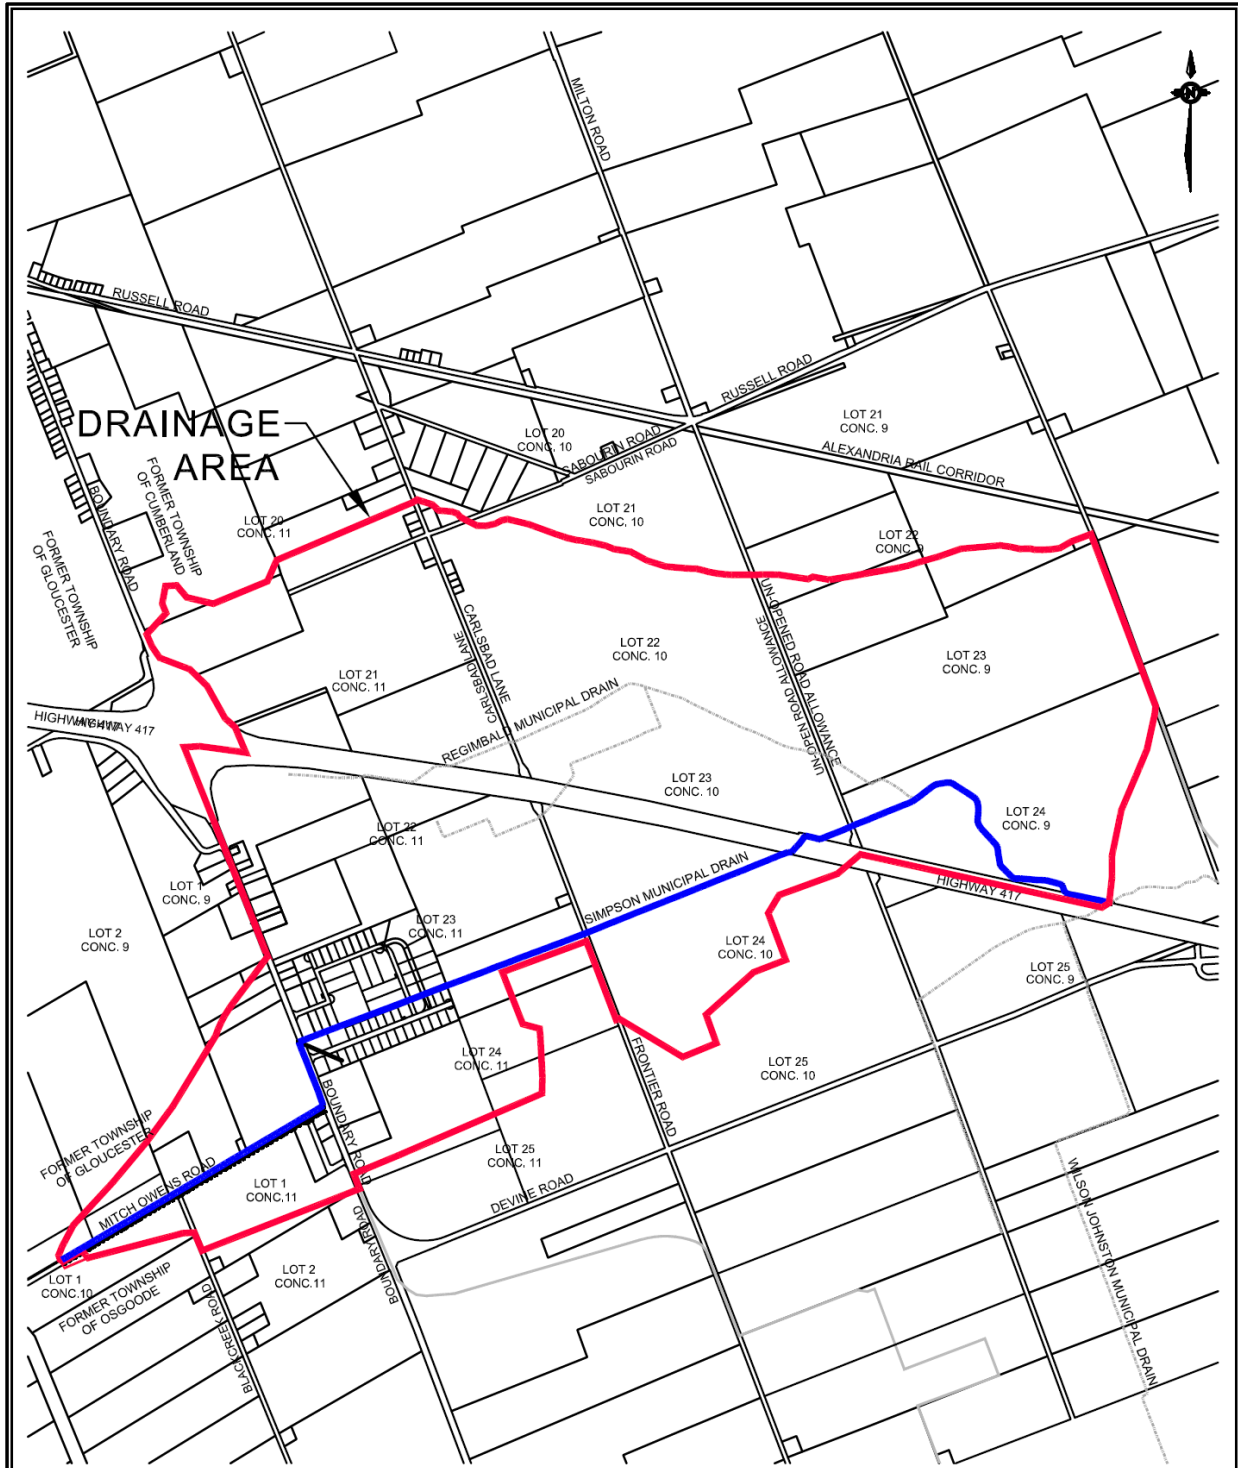 MILTON ROAD
N
RUSSELL ROAD
RUSSELL ROAD
DRAINAGE
AREA
LOT 21
CONC. 9
LOT 20
CONC. 10
SABOURIN ROAD
SABOURIN ROAD
ALEXANDRIA RAIL CORRIDOR
BOUNDARY ROAD
FORMER TOWNSHIP
OF CUMBERLAND
FORMER TOWNSHIP
OF GLOUCESTER
LOT 20
CONC. 11
LOT 21
CONC. 10
LOT 22
CONC. 9
CARLSBAD LANE
CARLSBAD LANE
UN-OPENED ROAD ALLOWANCE
UN-OPEN ROAD ALLOWANCE
LOT 22
CONC. 10
LOT 23
CONC. 9
LOT 21
CONC. 11
REGIMBALD MUNICIPAL DRAIN
HIGHWAY 417
HIGHWAY 417
LOT 23
CONC. 10
LOT 24
CONC. 9
LOT 22
CONC. 11
LOT 1
CONC. 9
SIMPSON MUNICIPAL DRAIN
HIGHWAY 417
LOT 2
CONC. 9
LOT 23
CONC. 11
LOT 24
CONC. 10
LOT 25
CONC. 9
LOT 24
CONC. 11
LOT 25
CONC. 10
FRONTIER ROAD
BOUNDARY ROAD
FORMER TOWNSHIP
OF GLOUCESTER
MITCH OWENS ROAD
LOT 1
CONC.11
LOT 25
CONC. 11
DEVINE ROAD
WILSON JOHNSTON MUNICIPAL DRAIN
BOUNDARY ROAD
LOT 2
CONC.11
LOT 1
CONC.10
FORMER TOWNSHIP
OF OSGOODE
BLACKCREEK ROAD